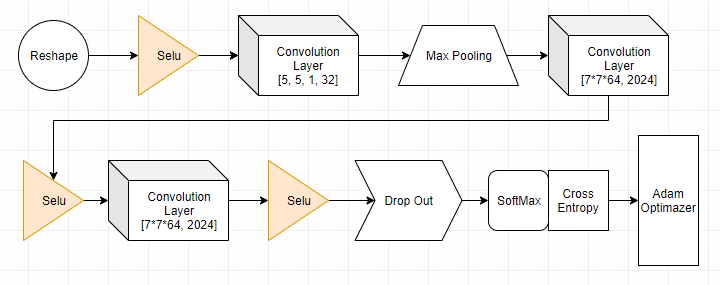 Reshape
Selu
Convolution
Layer
[5, 5, 1, 32]
Max Pooling
Convolution
Layer
[7*7*64, 2024]
Selu
Convolution
Layer
[7*7*64, 2024]
Selu
Drop Out
SoftMax
Cross
Entropy
Adam
Optimazer